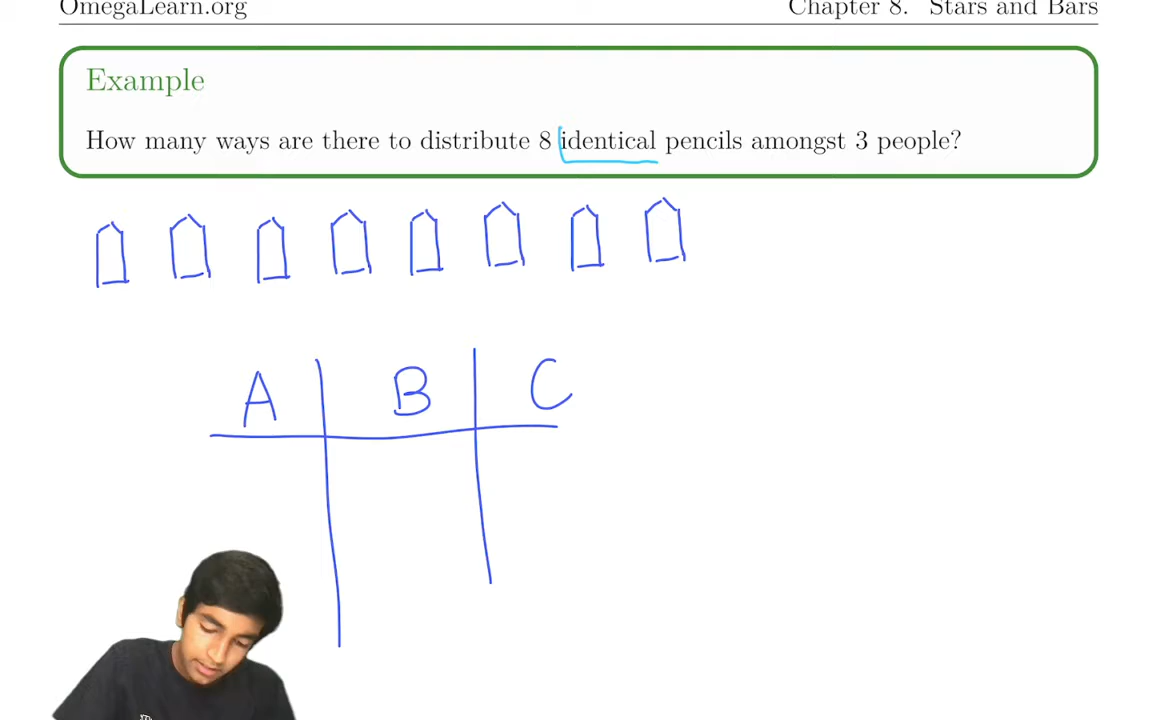 OmegaLearn.org Chapter 8. Stars and Bars
Example
How many ways are there to distribute 8 identical pencils amongst 3 people?
A B C